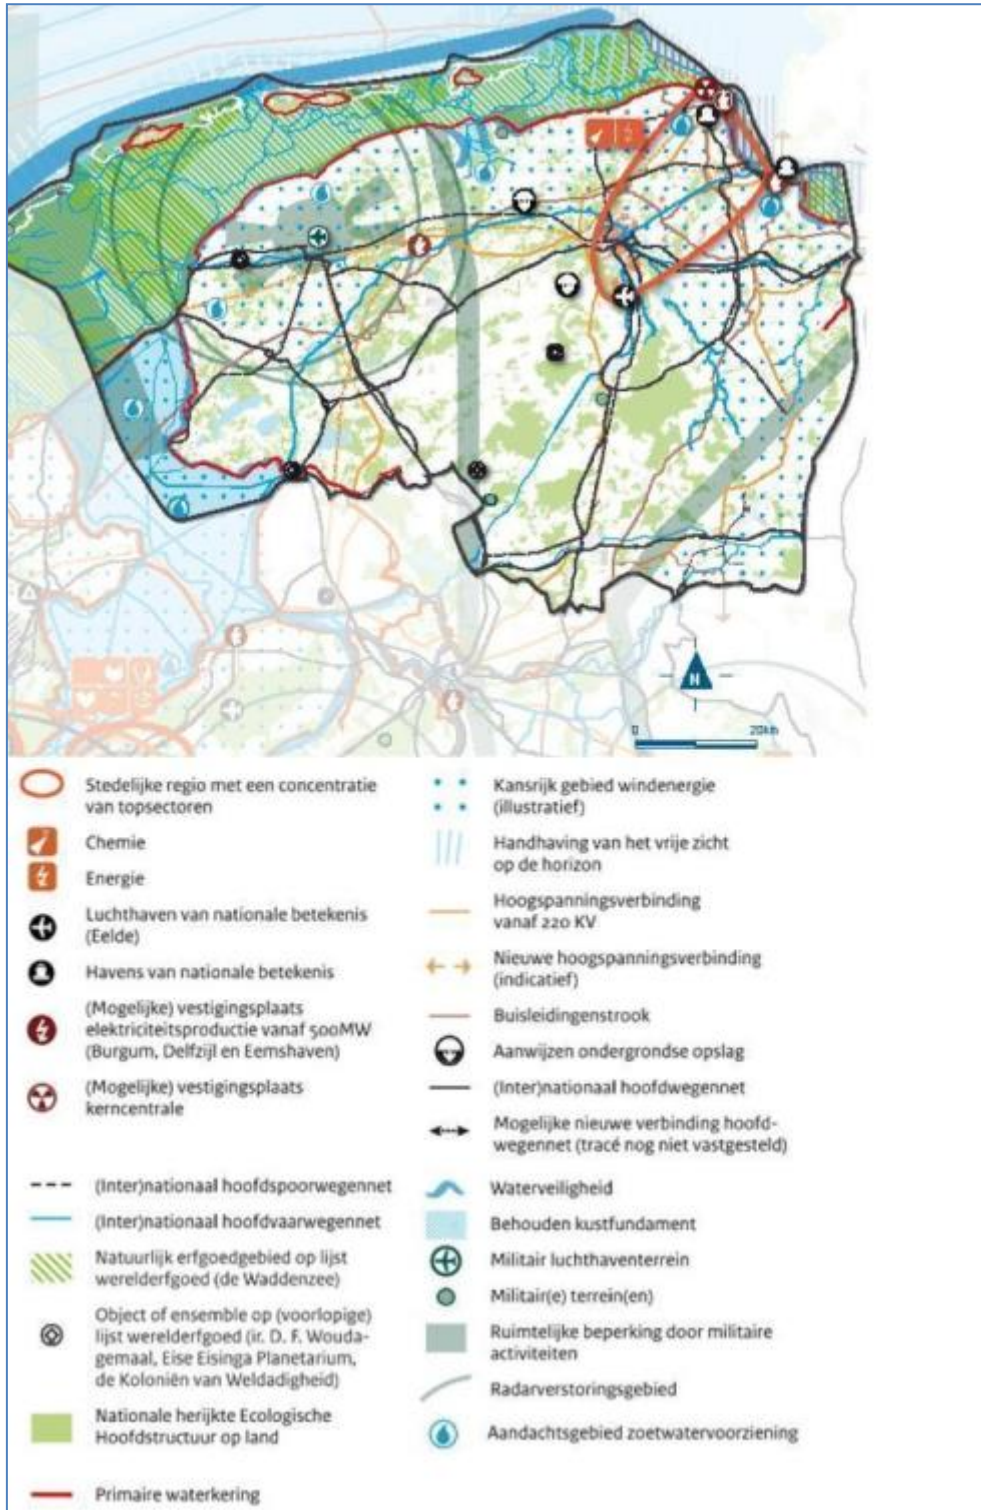 N
0 20km
Stedelijke regio met een concentratie
van topsectoren
Chemie
Energie
Luchthaven van nationale betekenis
(Eelde)
Havens van nationale betekenis
(Mogelijke) vestigingsplaats
elektriciteitsproductie vanaf 500MW
(Burgum, Delfzijl en Eemshaven)
(Mogelijke) vestigingsplaats
kerncentrale
(Inter)nationaal hoofdspoorwegennet
(Inter)nationaal hoofdvaarwegennet
Natuurlijk erfgoedgebied op lijst
werelderfgoed (de Waddenzee)
Object of ensemble op (voorlopige)
lijst werelderfgoed (ir. D. F. Wouda-
gemaal, Eise Eisinga Planetarium,
de Koloniën van Weldadigheid)
Nationale herijkte Ecologische
Hoofdstructuur op land
Primaire waterkering
Kansrijk gebied windenergie
(illustratief)
Handhaving van het vrije zicht
op de horizon
Hoogspanningsverbinding
vanaf 220 KV
Nieuwe hoogspanningsverbinding
(indicatief)
Buisleidingenstrook
Aanwijzen ondergrondse opslag
(Inter)nationaal hoofdwegennet
Mogelijke nieuwe verbinding hoofd-
wegennet (tracé nog niet vastgesteld)
Waterveiligheid
Behouden kustfundament
Militair luchthaventerrein
Militair(e) terrein(en)
Ruimtelijke beperking door militaire
activiteiten
Radarverstoringsgebied
Aandachtsgebied zoetwatervoorziening